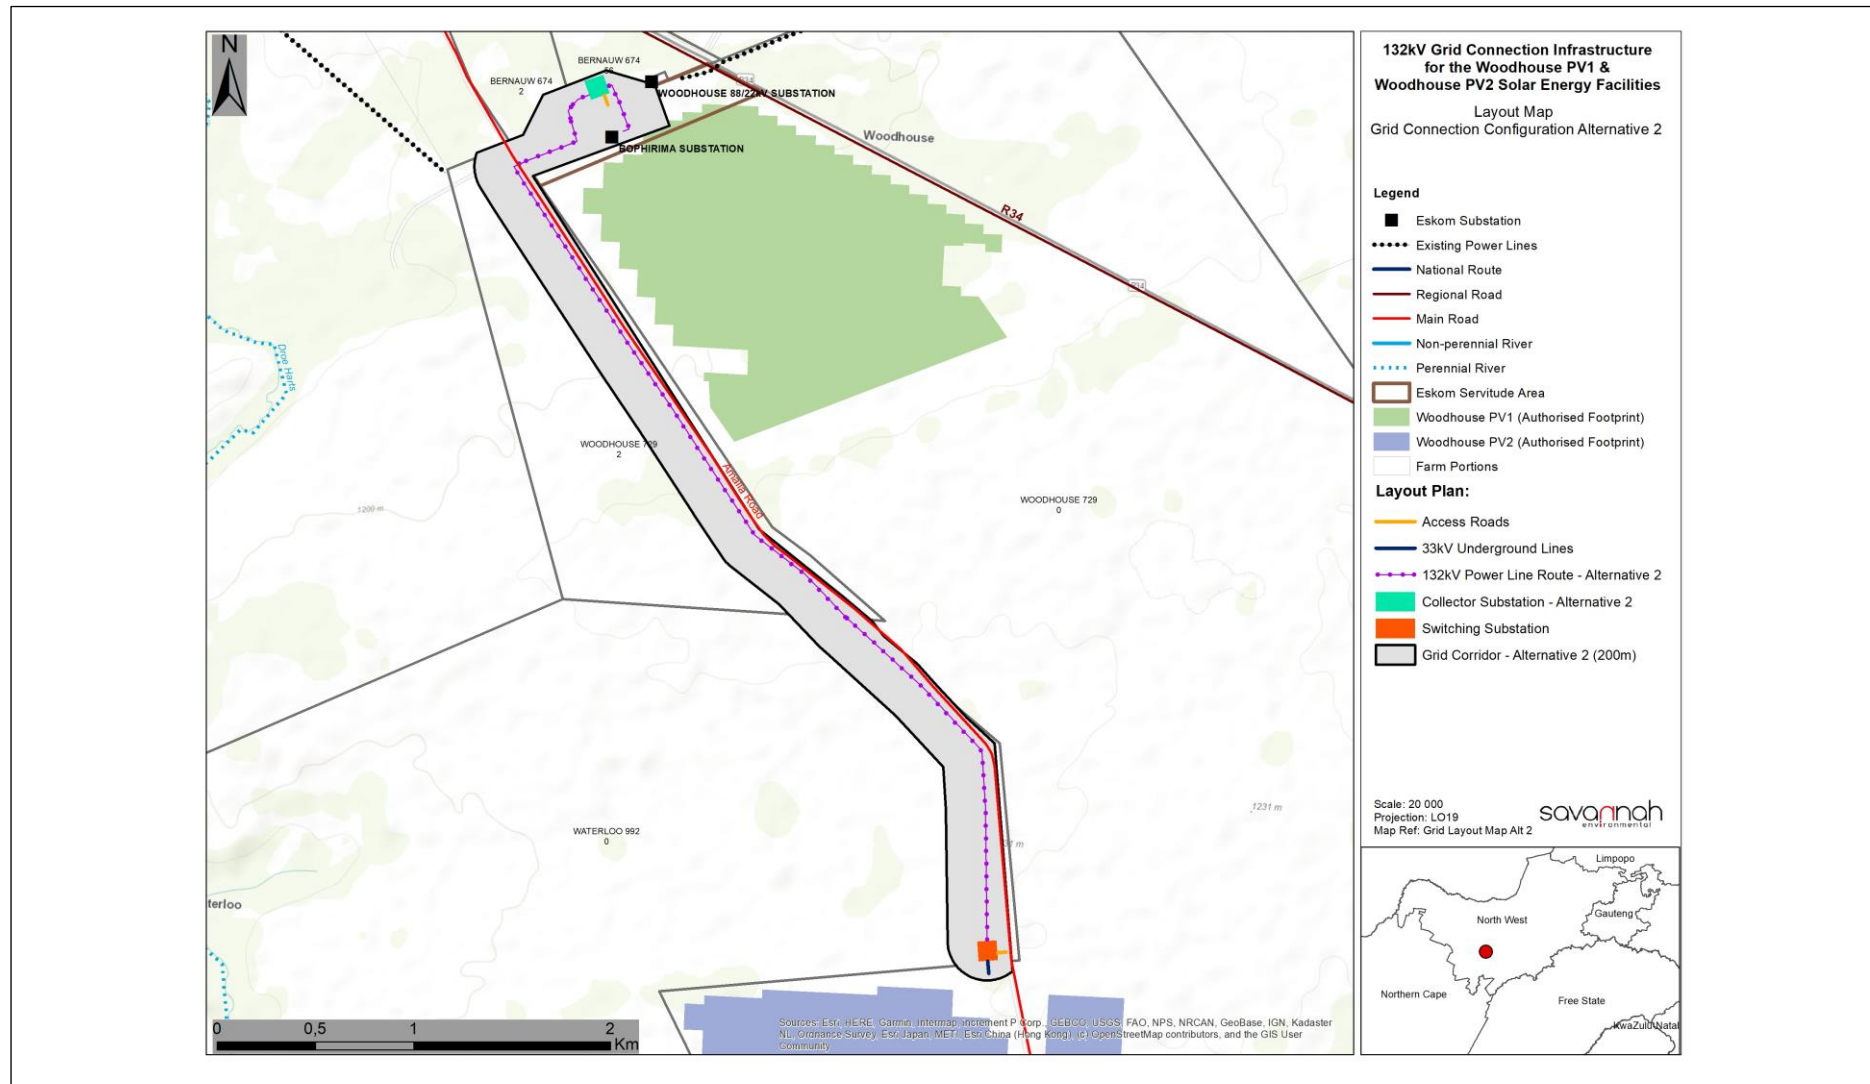 N
BERNAUW 674
56
BERNAUW 674
2
WOODHOUSE 88/22kV SUBSTATION
BOPHIRIMA SUBSTATION
R34
Woodhouse
R34
R34
Droe Harts
WOODHOUSE 729
2
Amalia Road
1200 m
WOODHOUSE 729
0
1231 m
WATERLOO 992
0
31 m
terloo
0
0,5
1
2
Km
Sources: Esri, HERE, Garmin, Intermap, increment P Corp., GEBCO, USGS, FAO, NPS, NRCAN, GeoBase, IGN, Kadaster
NL, Ordnance Survey, Esri Japan, METI, Esri China (Hong Kong), (c) OpenStreetMap contributors, and the GIS User
Community
132kV Grid Connection Infrastructure
for the Woodhouse PV1 &
Woodhouse PV2 Solar Energy Facilities
Layout Map
Grid Connection Configuration Alternative 2
Legend
Eskom Substation
Existing Power Lines
National Route
Regional Road
Main Road
Non-perennial River
Perennial River
Eskom Servitude Area
Woodhouse PV1 (Authorised Footprint)
Woodhouse PV2 (Authorised Footprint)
Farm Portions
Layout Plan:
Access Roads
33kV Underground Lines
132kV Power Line Route - Alternative 2
Collector Substation - Alternative 2
Switching Substation
Grid Corridor - Alternative 2 (200m)
Scale: 20 000
Projection: LO19
Map Ref: Grid Layout Map Alt 2
savannah
environmental
Limpopo
North West
Gauteng
Northern Cape
Free State
KwaZulu-Natal